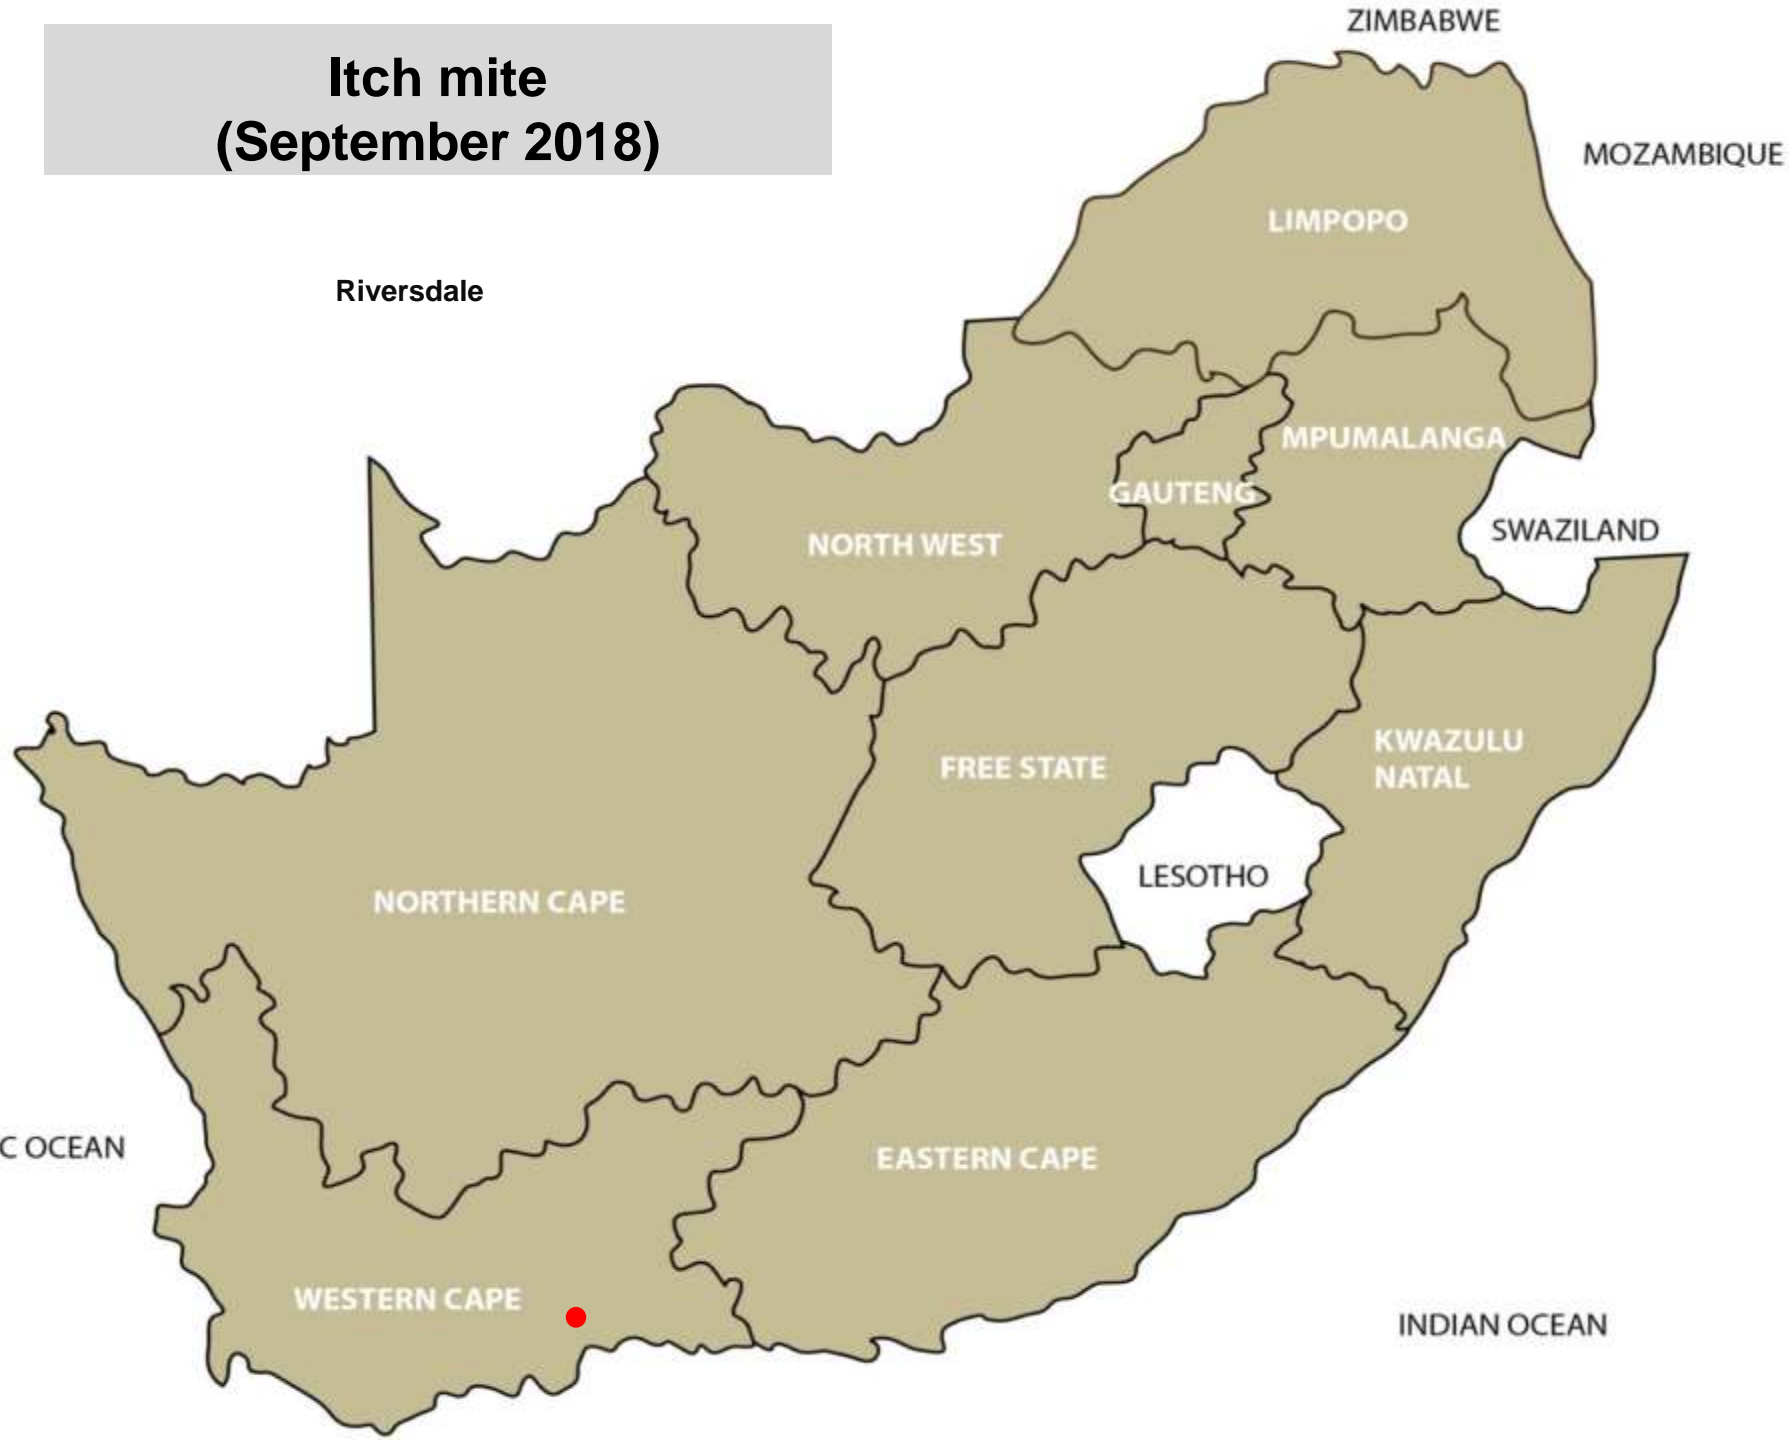 ZIMBABWE
Itch mite
(September 2018)
MOZAMBIQUE
LIMPOPO
Riversdale
MPUMALANGA
GAUTENG
SWAZILAND
NORTH WEST
KWAZULU
NATAL
FREE STATE
LESOTHO
NORTHERN CAPE
C OCEAN
EASTERN CAPE
WESTERN CAPE
INDIAN OCEAN